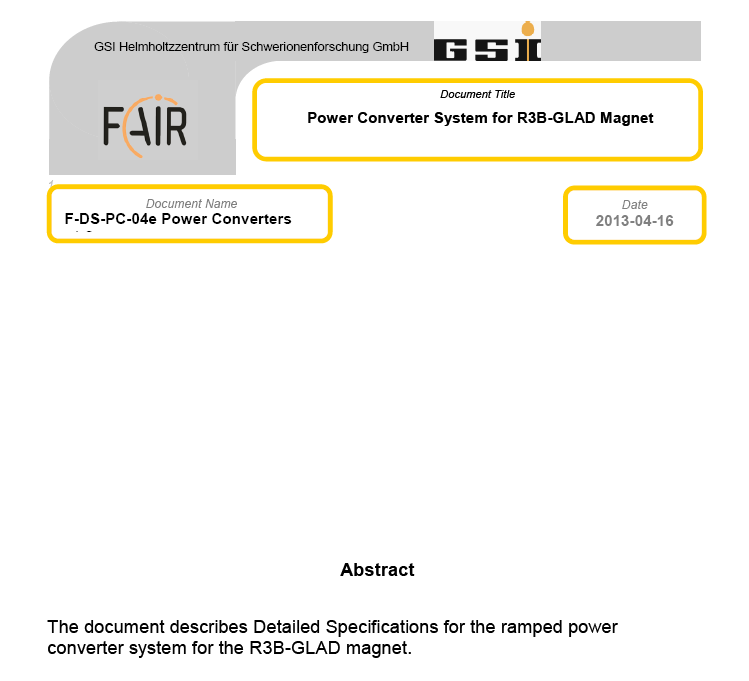 GSI Helmholtzzentrum für Schwerionenforschung GmbH
GSI
FAIR
Document Title
Power Converter System for R3B-GLAD Magnet
Document Name
F-DS-PC-04e Power Converters
Date
2013-04-16
Abstract
The document describes Detailed Specifications for the ramped power
converter system for the R3B-GLAD magnet.